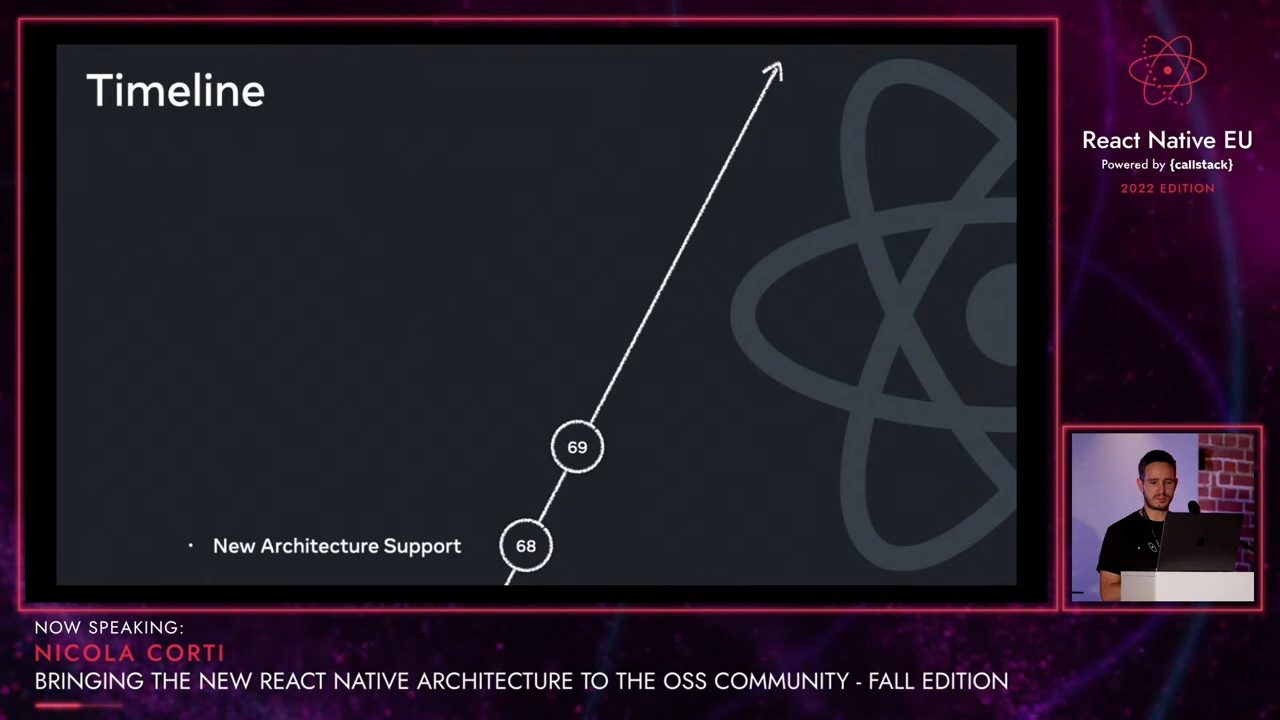 Timeline
69
· New Architecture Support
68
React Native EU
Powered by {callstack}
2022 EDITION
NOW SPEAKING:
NICOLA CORTI
BRINGING THE NEW REACT NATIVE ARCHITECTURE TO THE OSS COMMUNITY - FALL EDITION